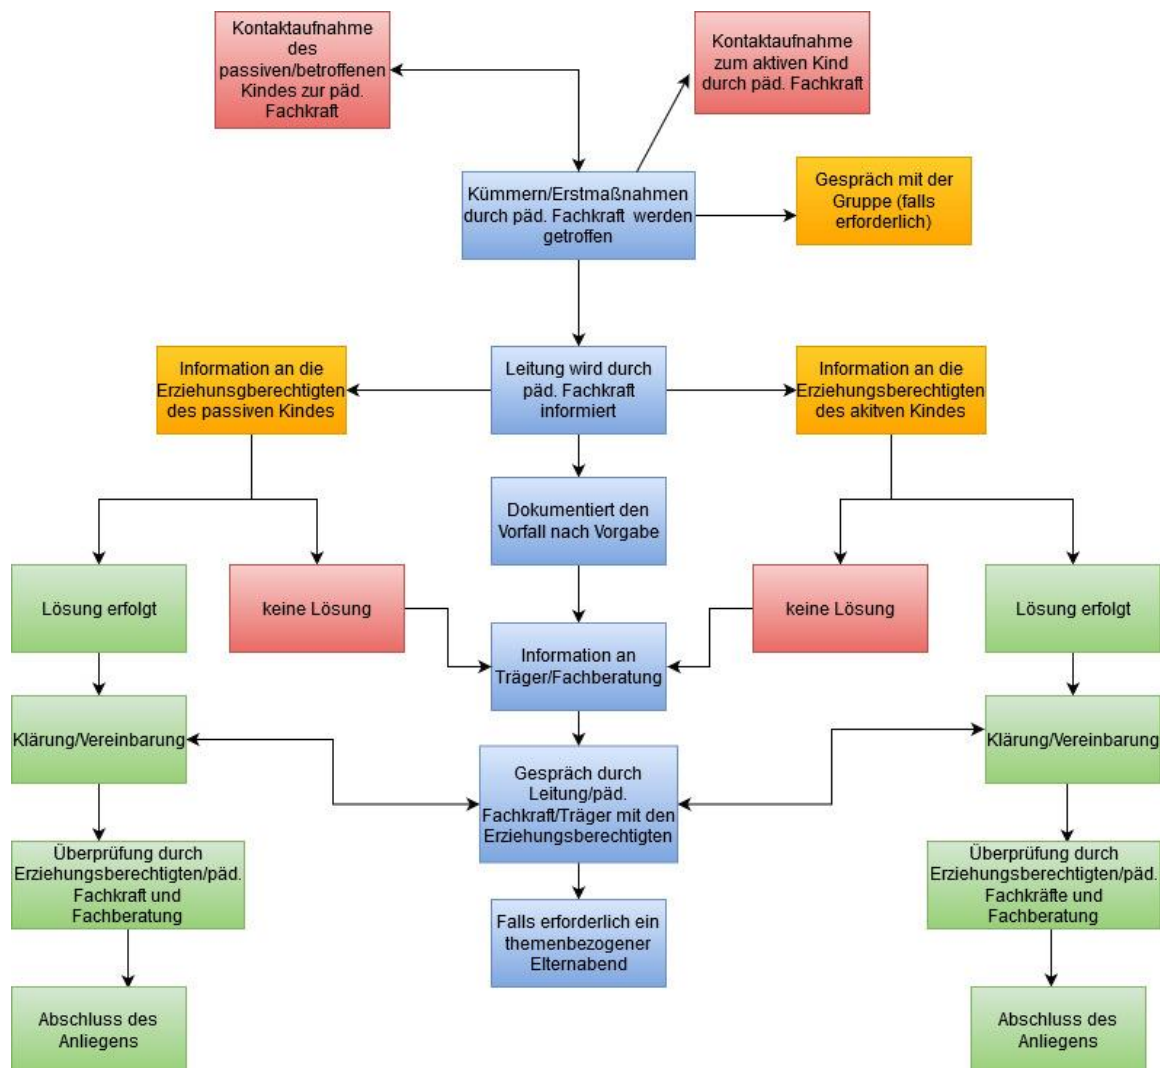 Kontaktaufnahme
des
passiven/betroffenen
Kindes zur päd.
Fachkraft
Kontaktaufnahme
zum aktiven Kind
durch päd. Fachkraft
Kümmern/Erstmaßnahmen
durch päd. Fachkraft werden
getroffen
Gespräch mit der
Gruppe (falls
erforderlich)
Information an die
Erziehunsgberechtigten
des passiven Kindes
Leitung wird durch
päd. Fachkraft
informiert
Information an die
Erziehungsberechtigten
des akitven Kindes
Dokumentiert den
Vorfall nach Vorgabe
Lösung erfolgt
keine Lösung
keine Lösung
Lösung erfolgt
Information an
Träger/Fachberatung
Klärung/Vereinbarung
Klärung/Vereinbarung
Gespräch durch
Leitung/päd.
Fachkraft/Träger mit den
Erziehungsberechtigten
Überprüfung durch
Erziehungsberechtigten/päd.
Fachkraft und
Fachberatung
Überprüfung durch
Erziehungsberechtigten/päd.
Fachkräfte und
Fachberatung
Falls erforderlich ein
themenbezogener
Elternabend
Abschluss des
Anliegens
Abschluss des
Anliegens